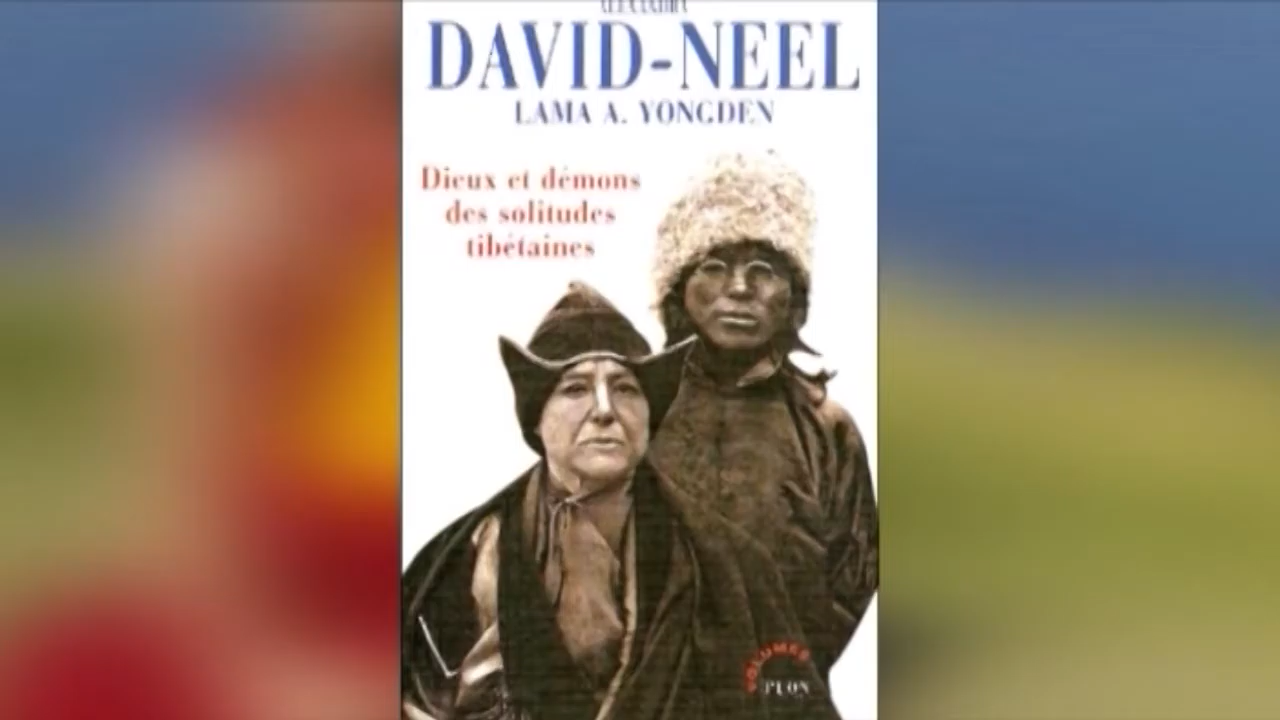 DAVID-NEEL
LAMA A. YONGDEN
Dieux et démons
des solitudes
tibétaines
VOLUMES
PLON